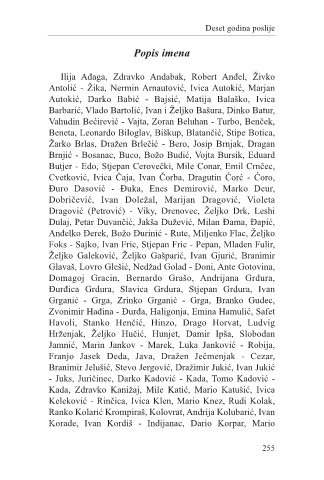 Deset godina poslije
Popis imena
Ilija Adaga, Zdravko Andabak, Robert Anđel, Živko
Antolić - Žika, Nermin Arnautović, Ivica Autokić, Marjan
Autokić, Darko Babić - Bajsić, Matija Balaško, Ivica
Barbarić, Vlado Bartolić, Ivan i Željko Bašura, Dinko Batur,
Vahudin Bećirević - Vajta, Zoran Beluhan - Turbo, Benček,
Beneta, Leonardo Biloglav, Biškup, Blatančić, Stipe Botica,
Žarko Brlas, Dražen Brlečić - Bero, Josip Brnjak, Dragan
Brnjić - Bosanac, Buco, Božo Budić, Vojta Bursik, Eduard
Butjer - Edo, Stjepan Cerovečki, Mile Conar, Emil Crnčec,
Cvetković, Ivica Čaja, Ivan Čorba, Dragutin Ćorć - Ćoro,
Đuro Dasović - Đuka, Enes Demirović, Marko Deur,
Dobričević, Ivan Doležal, Marijan Dragović, Violeta
Dragović (Petrović) - Viky, Drenovec, Željko Drk, Leshi
Dulaj, Petar Duvančić, Jakša Dužević, Milan Đama, Đapić,
Anđelko Đerek, Božo Đurinić - Rute, Miljenko Flac, Željko
Foks - Sajko, Ivan Fric, Stjepan Fric - Pepan, Mladen Fulir,
Željko Galeković, Željko Gašparić, Ivan Gjurić, Branimir
Glavaš, Lovro Glešić, Nedžad Golađ - Đoni, Ante Gotovina,
Domagoj Gracin, Bernardo Grašo, Andrijana Grdura,
Đurđica Grdura, Slavica Grdura, Stjepan Grdura, Ivan
Grganić - Grga, Zrinko Grganić - Grga, Branko Gudec,
Zvonimir Hađina - Đurđa, Haligonja, Emina Hamulić, Safet
Havoli, Stanko Henčić, Hinzo, Drago Horvat, Ludvig
Htrženjak, Željko Hučić, Hunjet, Damir Ipša, Slobodan
Jamnić, Marin Jankov - Marek, Luka Janković - Robija,
Franjo Jasek Deda, Java, Dražen Ječmenjak - Cezar,
Branimir Jelušić, Stevo Jergović, Dražimir Jukić, Ivan Jukić
- Juks, Juričinec, Darko Kadović - Kada, Tomo Kadović -
Kada, Zdravko Kanižaj, Mile Katić, Mario Katušić, Ivica
Keleković - Rinčica, Ivica Klen, Mario Knez, Rudi Kolak,
Ranko Kolarić Krompiraš, Kolovrat, Andrija Kolubarić, Ivan
Korade, Ivan Kordiš - Indijanac, Dario Korpar, Mario
255